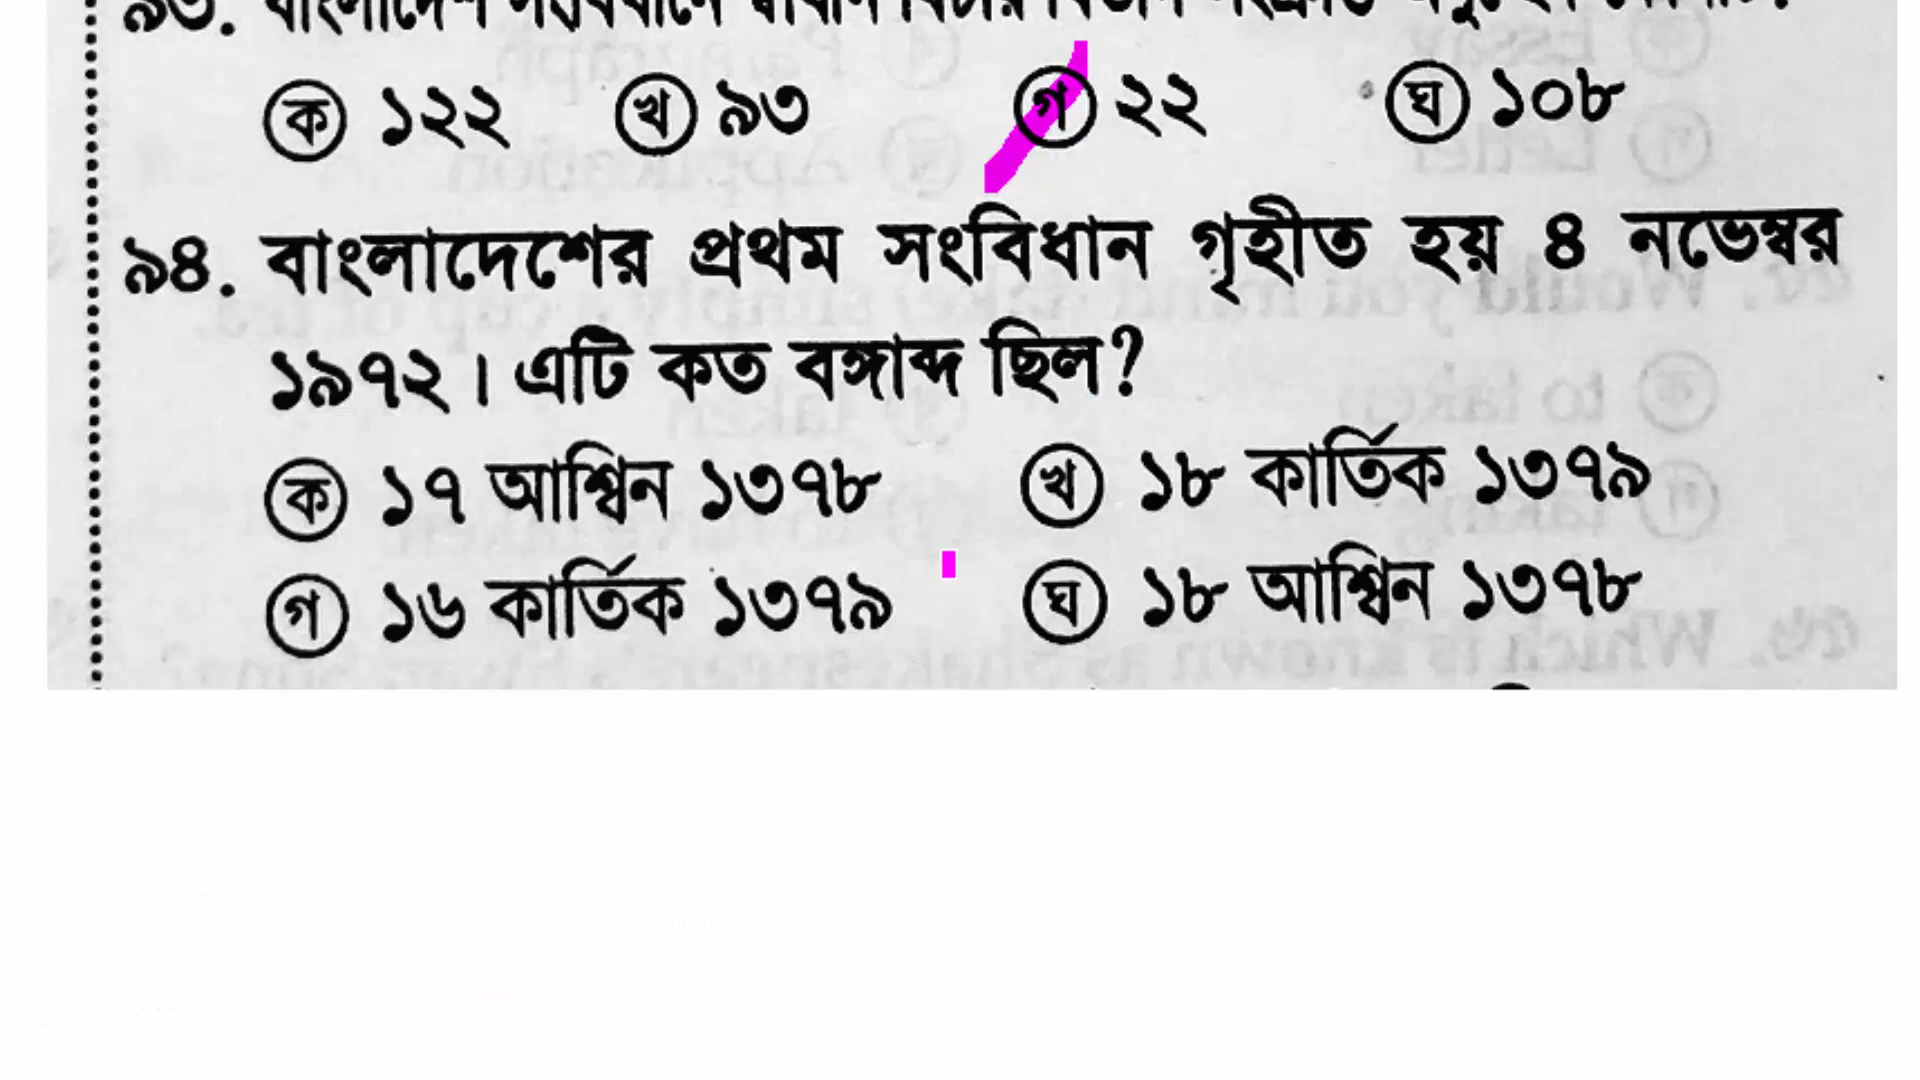 ৯৩. বাংলাদেশ সংবিধানে স্বাধীন বিচার বিভাগ সংক্রান্ত
ক ১২২ খ ৯৩ গ ২২ ঘ ১০৮
৯৪. বাংলাদেশের প্রথম সংবিধান গৃহীত হয় ৪ নভেম্বর
১৯৭২। এটি কত বঙ্গাব্দ ছিল?
ক ১৭ আশ্বিন ১৩৭৮ খ ১৮ কার্তিক ১৩৭৯
গ ১৬ কার্তিক ১৩৭৯ ঘ ১৮ আশ্বিন ১৩৭৮